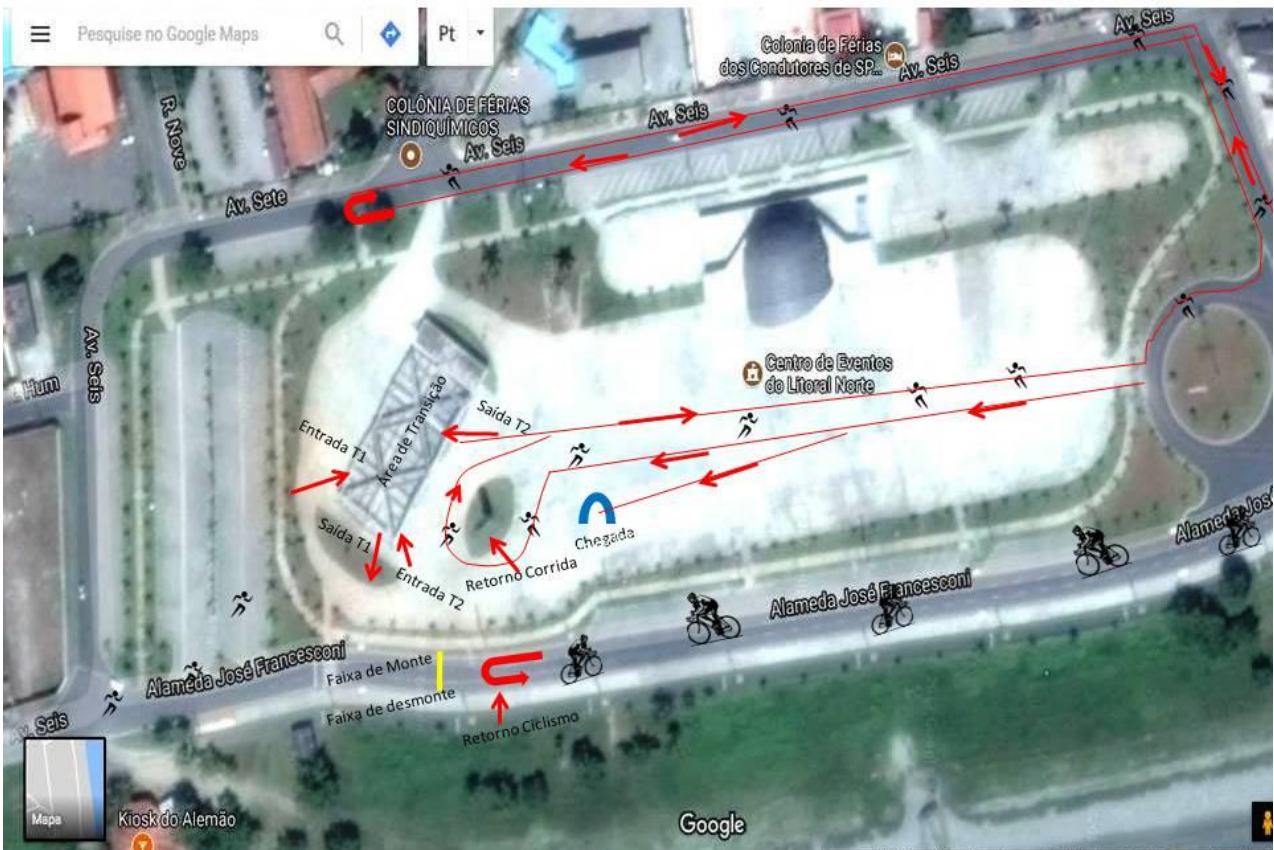 Pesquise no Google Maps
Pt
Colonia de Férias
dos Condutores de SP...
Av. Seis
Av. Seis
COLÔNIA DE FÉRIAS
SINDIQUÍMICOS
Av. Seis
Av. Seis
R. Nove
Av. Sete
Av. Seis
Hum
Centro de Eventos
do Litoral Norte
Área de Transição
Saída T2
Entrada T1
Saída T1
Entrada T2
Retorno Corrida
Chegada
Alameda José
Alameda José Francesconi
Alameda José Francesconi
Faixa de Monte
Faixa de desmonte
Retorno Ciclismo
Av. Seis
Mapa
Kiosk do Alemão
Google